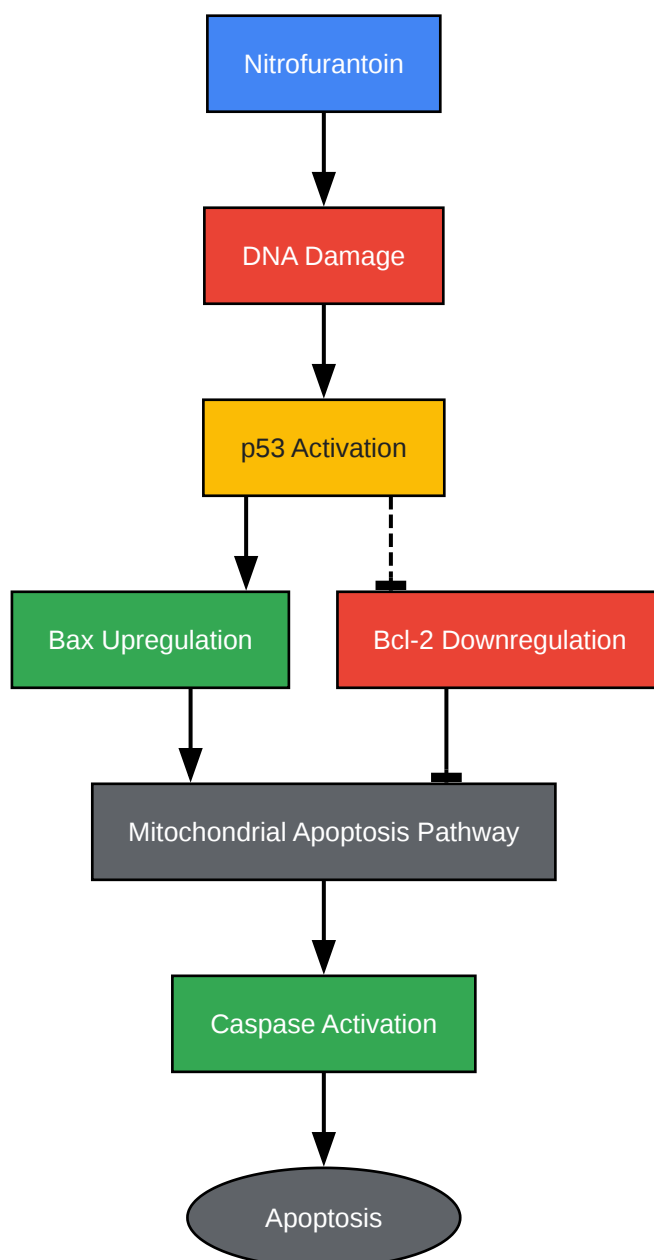 Nitrofurantoin
DNA Damage
p53 Activation
Bax Upregulation
Bcl-2 Downregulation
Mitochondrial Apoptosis Pathway
Caspase Activation
Apoptosis